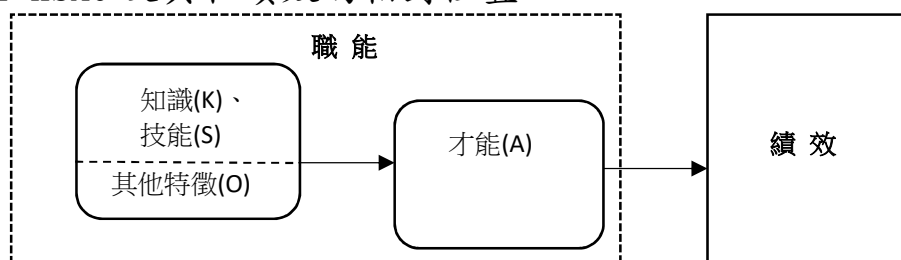 職 能
知識(K)、
技能(S)
其他特徵(O)
才能(A)
績 效